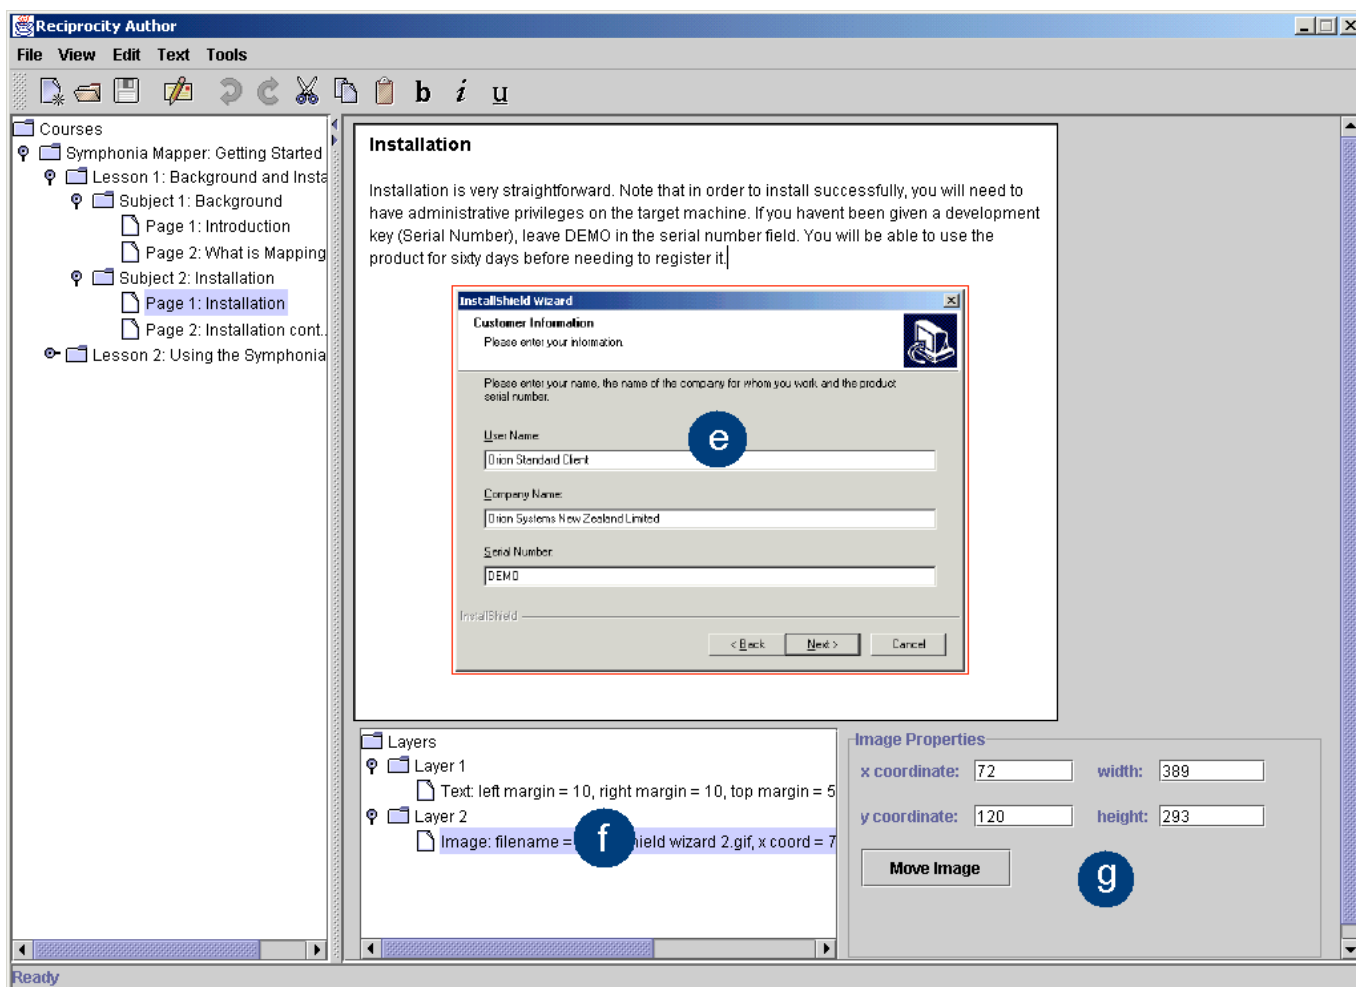 Reciprocity Author
File View Edit Text Tools
b i u
Courses
Symphonia Mapper: Getting Started
Lesson 1: Background and Insta
Subject 1: Background
Page 1: Introduction
Page 2: What is Mapping
Subject 2: Installation
Page 1: Installation
Page 2: Installation cont..
Lesson 2: Using the Symphonia
Installation
Installation is very straightforward. Note that in order to install successfully, you will need to
have administrative privileges on the target machine. If you havent been given a development
key (Serial Number), leave DEMO in the serial number field. You will be able to use the
product for sixty days before needing to register it.
InstallShield Wizard
Customer Information
Please enter your information.
Please enter your name, the name of the company for whom you work and the product
serial number.
e
User Name:
Orion Standard Client
Company Name:
Orion Systems New Zealand Limited
Serial Number:
DEMO
InstallShield
< Back Next > Cancel
Layers
Layer 1
Text: left margin = 10, right margin = 10, top margin = 5
Layer 2
Image: filename = f hield wizard 2.gif, x coord = 7
Image Properties
x coordinate: 72 width: 389
y coordinate: 120 height: 293
Move Image
g
Ready